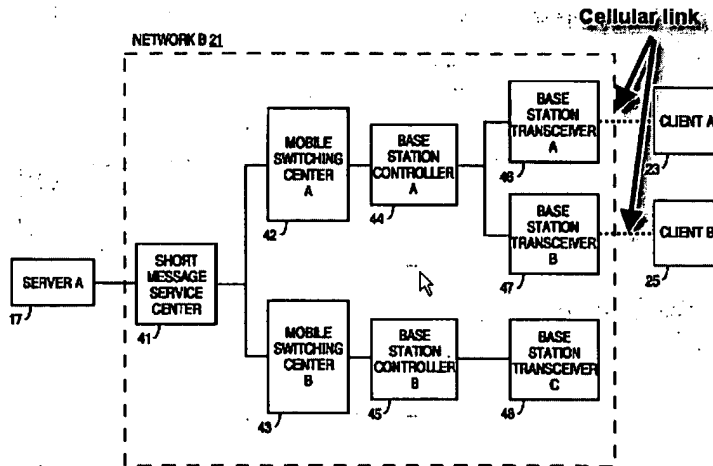 Cellular link
NETWORK B 21
BASE
STATION
TRANSCEIVER
A
46
CLIENT A
23
MOBILE
SWITCHING
CENTER
A
42
BASE
STATION
CONTROLLER
A
44
BASE
STATION
TRANSCEIVER
B
47
CLIENT B
25
SERVER A
17
SHORT
MESSAGE
SERVICE
CENTER
41
MOBILE
SWITCHING
CENTER
B
43
BASE
STATION
CONTROLLER
B
45
BASE
STATION
TRANSCEIVER
C
48